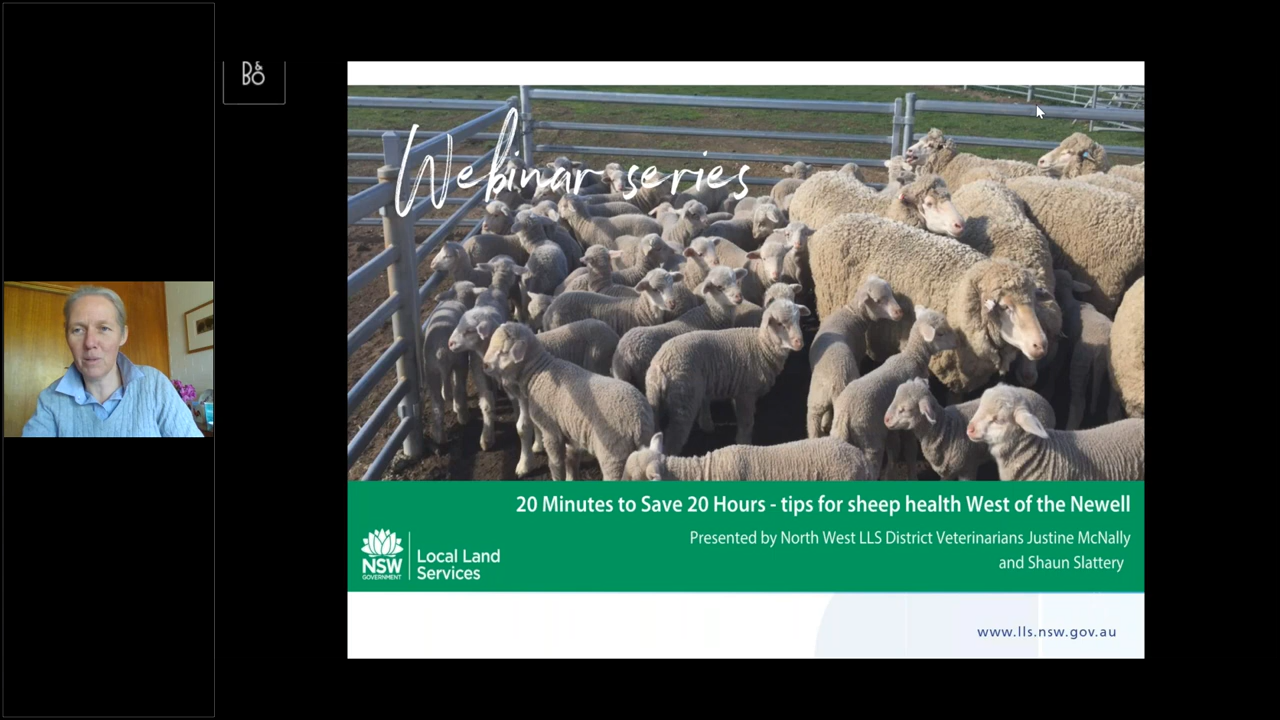 B&O
Webinar series
20 Minutes to Save 20 Hours - tips for sheep health West of the Newell
Presented by North West LLS District Veterinarians Justine McNally
and Shaun Slattery
NSW
GOVERNMENT
Local Land
Services
www.lls.nsw.gov.au